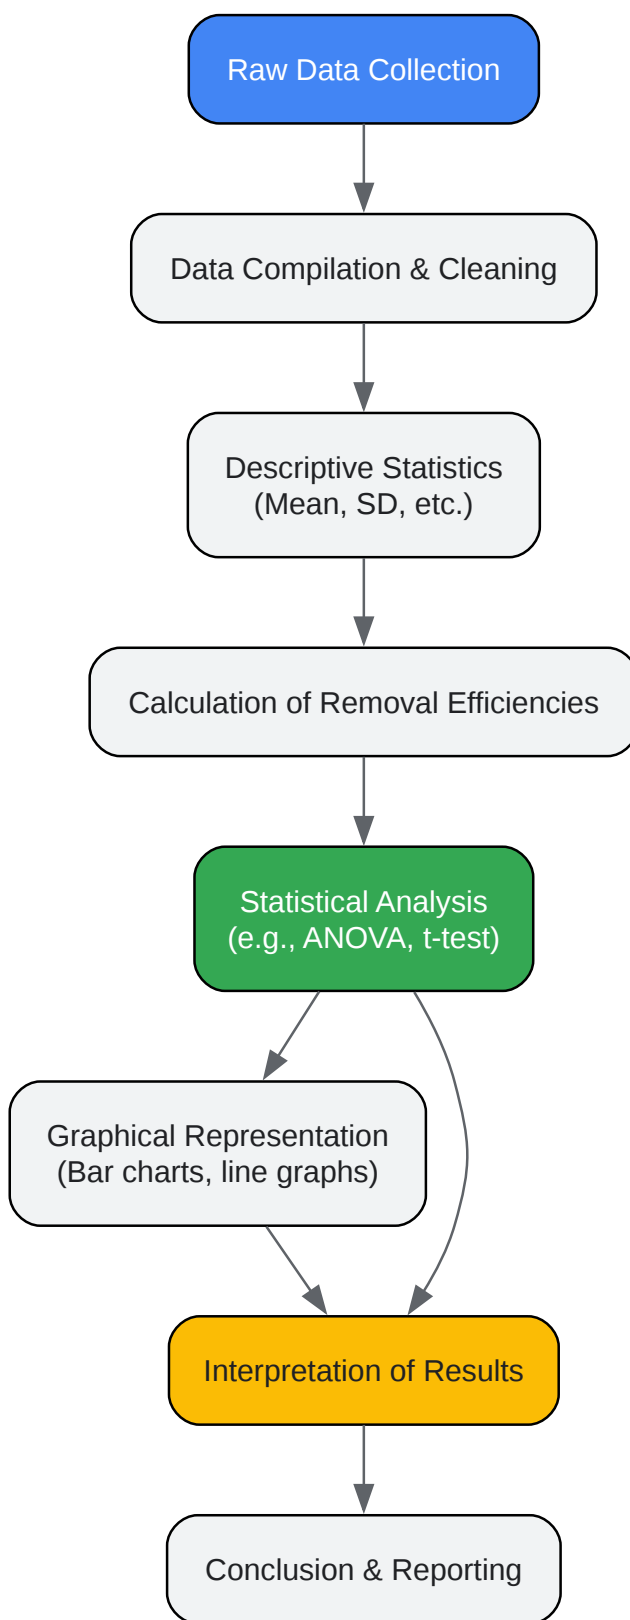 Raw Data Collection
Data Compilation & Cleaning
Descriptive Statistics
(Mean, SD, etc.)
Calculation of Removal Efficiencies
Statistical Analysis
(e.g., ANOVA, t-test)
Graphical Representation
(Bar charts, line graphs)
Interpretation of Results
Conclusion & Reporting